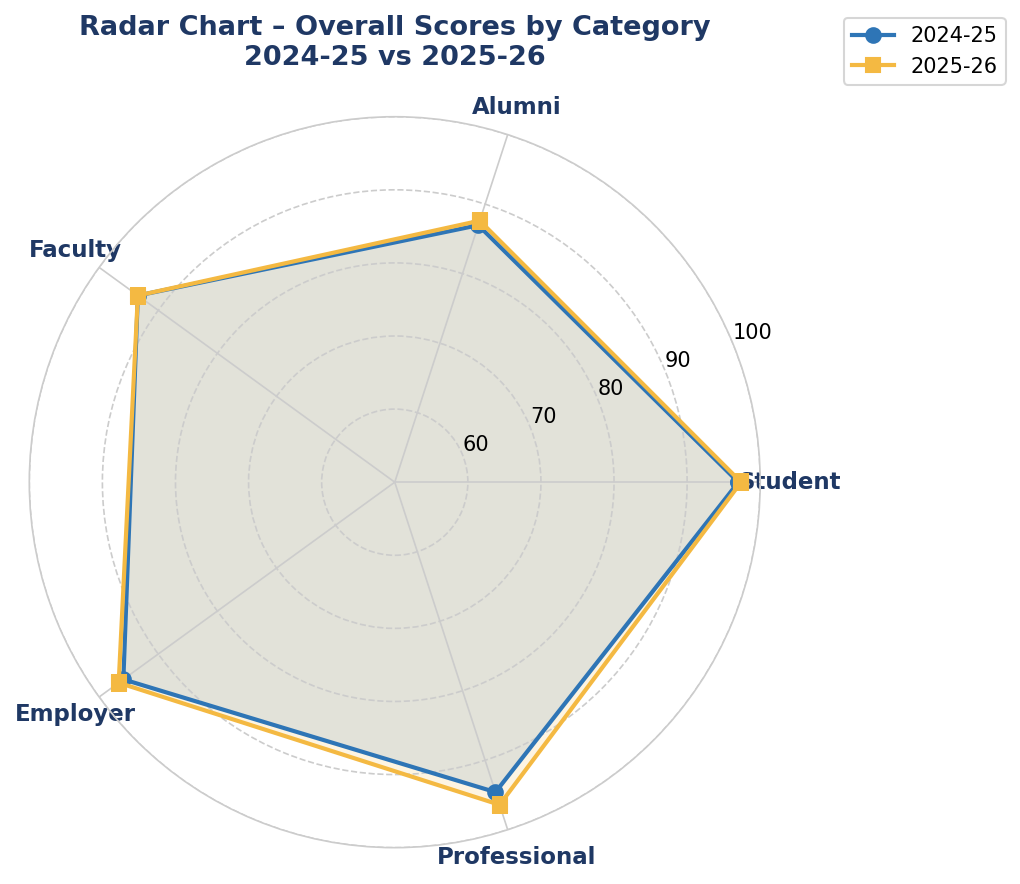 Radar Chart – Overall Scores by Category
2024-25 vs 2025-26
2024-25
2025-26
Alumni
Faculty
100
90
80
70
60
Student
Employer
Professional